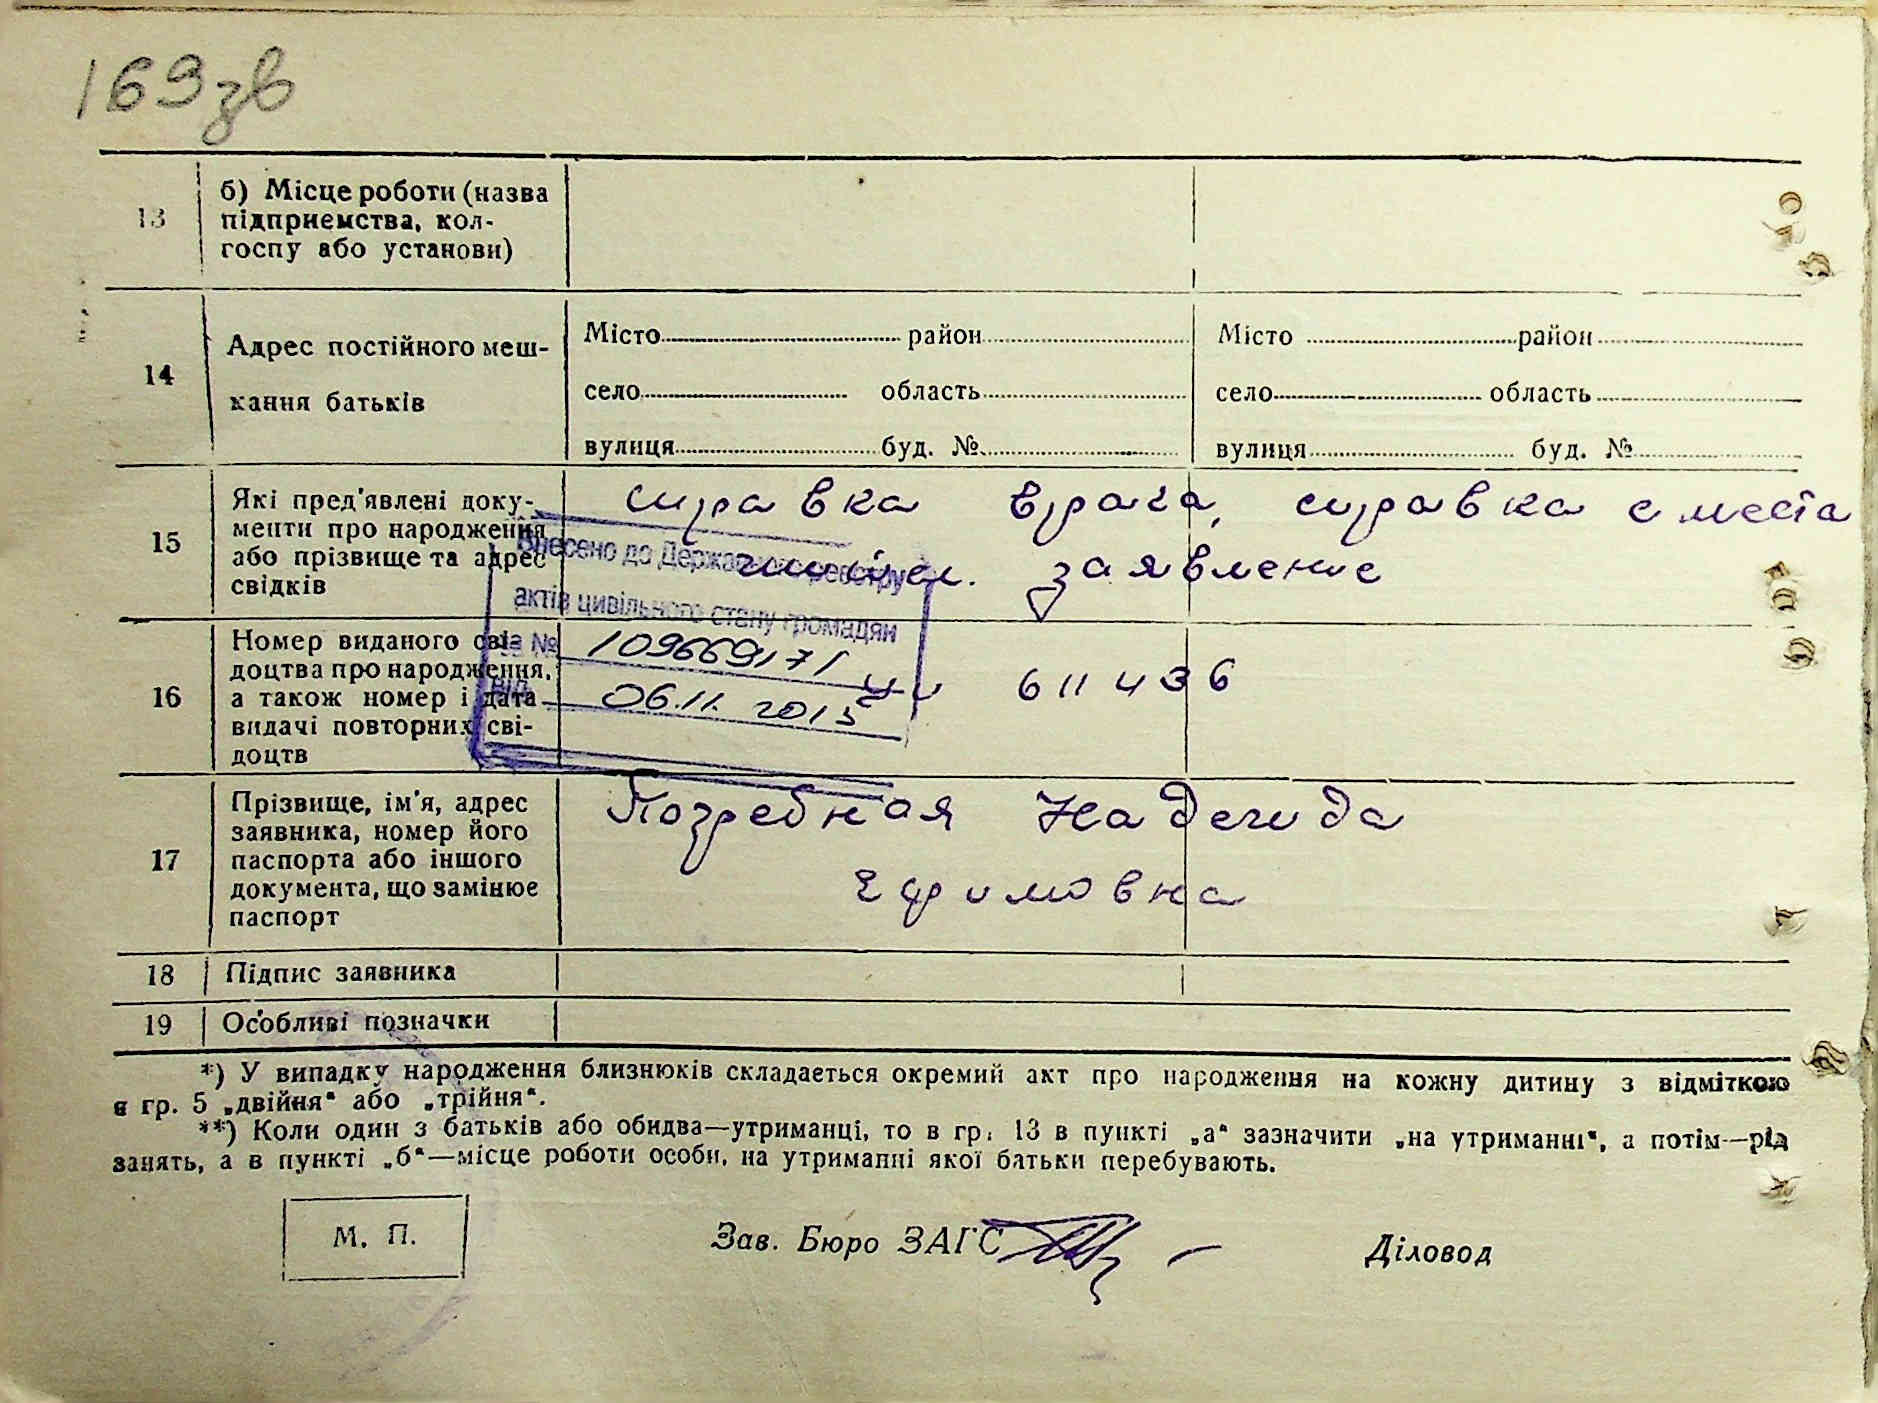 169зв
13
б) Місце роботи (назва
підприємства, кол-
госпу або установи)
14
Адрес постійного меш-
кання батьків
Місто район
село область
вулиця буд. №
Місто район
село область
вулиця буд. №
15
Які пред'явлені доку-
менти про народження
або прізвище та адрес
свідків
справка врача, справка с места
жител. заявление
Внесено до Державного реєстру
актів цивільного стану громадян
за № 109669171
від 06.11.2015
16
Номер виданого сві-
доцтва про народження,
а також номер і дата
видачі повторних сві-
доцтв
611436
17
Прізвище, ім'я, адрес
заявника, номер його
паспорта або іншого
документа, що замінює
паспорт
Погребная Надежда
Ефимовна
18 Підпис заявника
19 Особливі позначки
*) У випадку народження близнюків складається окремий акт про народження на кожну дитину з відміткою
в гр. 5 „двійня“ або „трійня“.
**) Коли один з батьків або обидва—утриманці, то в гр. 13 в пункті „а“ зазначити „на утриманні“, а потім—рід
занять, а в пункті „б“—місце роботи особи, на утриманні якої батьки перебувають.
М. П.
Зав. Бюро ЗАГС
Діловод